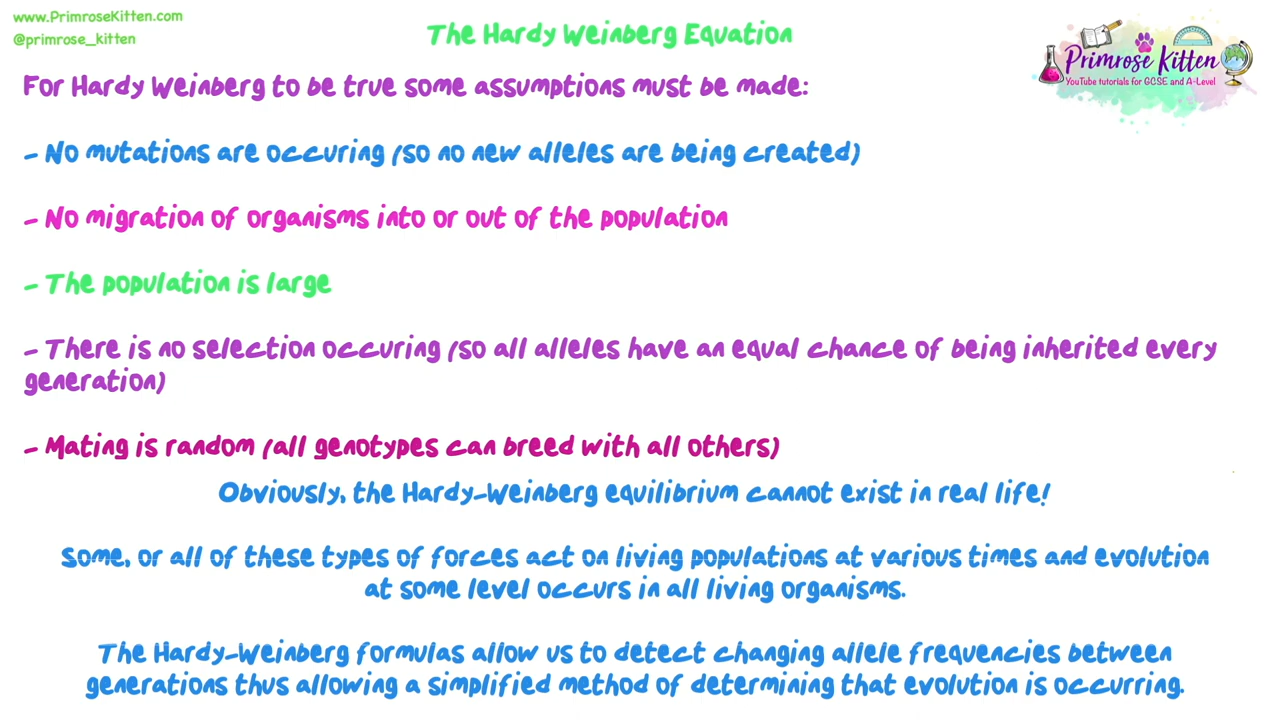 www.PrimroseKitten.com
@primrose_kitten
The Hardy Weinberg Equation
Primrose Kitten
YouTube tutorials for GCSE and A-Level
For Hardy Weinberg to be true some assumptions must be made:
- No mutations are occuring (so no new alleles are being created)
- No migration of organisms into or out of the population
- The population is large
- There is no selection occuring (so all alleles have an equal chance of being inherited every
generation)
- Mating is random (all genotypes can breed with all others)
Obviously, the Hardy-Weinberg equilibrium cannot exist in real life!
Some, or all of these types of forces act on living populations at various times and evolution
at some level occurs in all living organisms.
The Hardy-Weinberg formulas allow us to detect changing allele frequencies between
generations thus allowing a simplified method of determining that evolution is occurring.